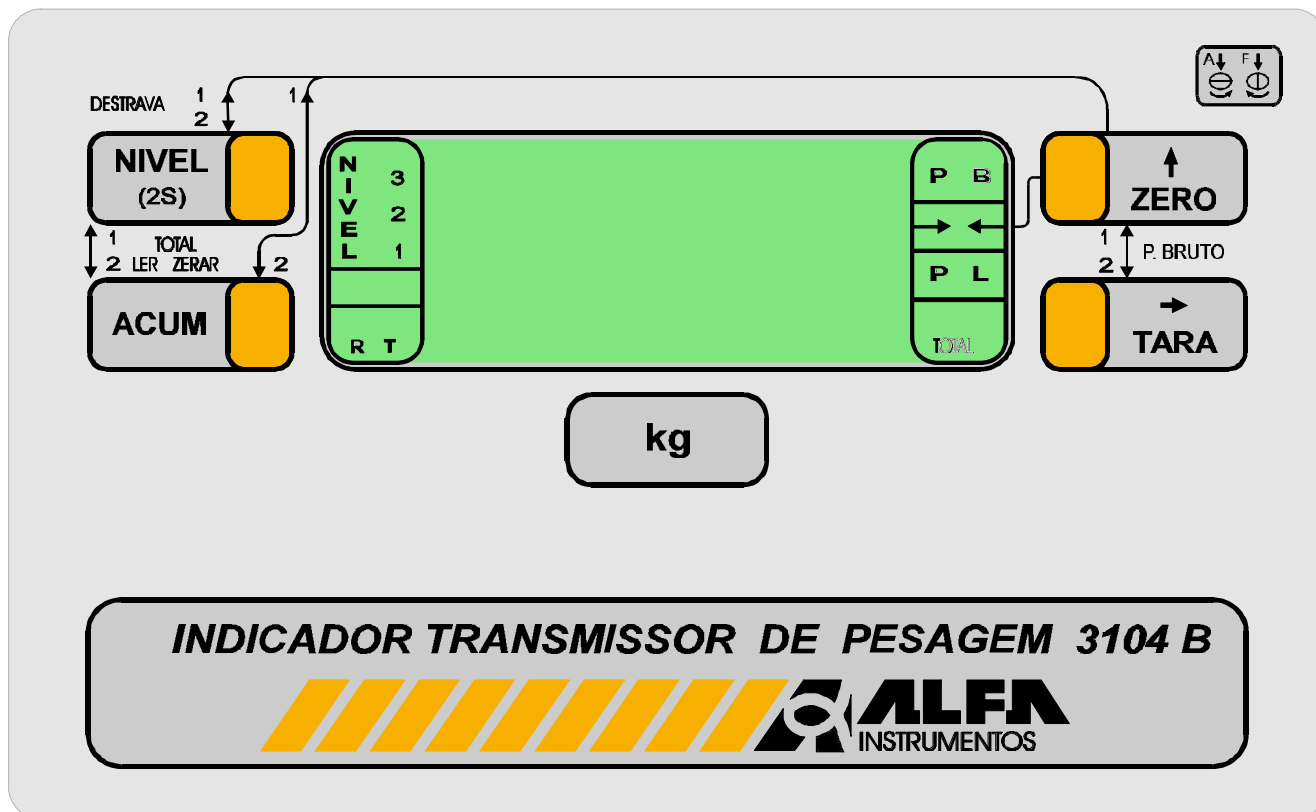 A F
DESTRAVA 1
2
1
NIVEL
(2S)
1 TOTAL
2 LER ZERAR
2
ACUM
NIVEL
3
2
1
R T
P B
P L
TOTAL
ZERO
1
2
P. BRUTO
TARA
kg
INDICADOR TRANSMISSOR DE PESAGEM 3104 B
ALFA
INSTRUMENTOS